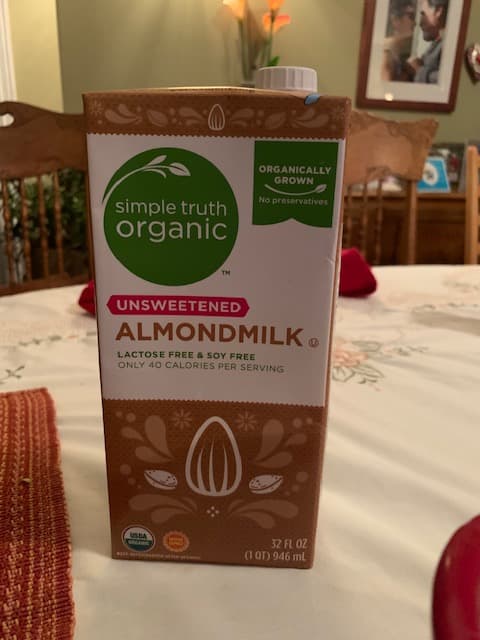 simple truth
organic
™
ORGANICALLY
GROWN
No preservatives
UNSWEETENED
ALMONDMILK
LACTOSE FREE & SOY FREE
ONLY 40 CALORIES PER SERVING
USDA
ORGANIC
32 FL OZ
(1 QT) 946 mL